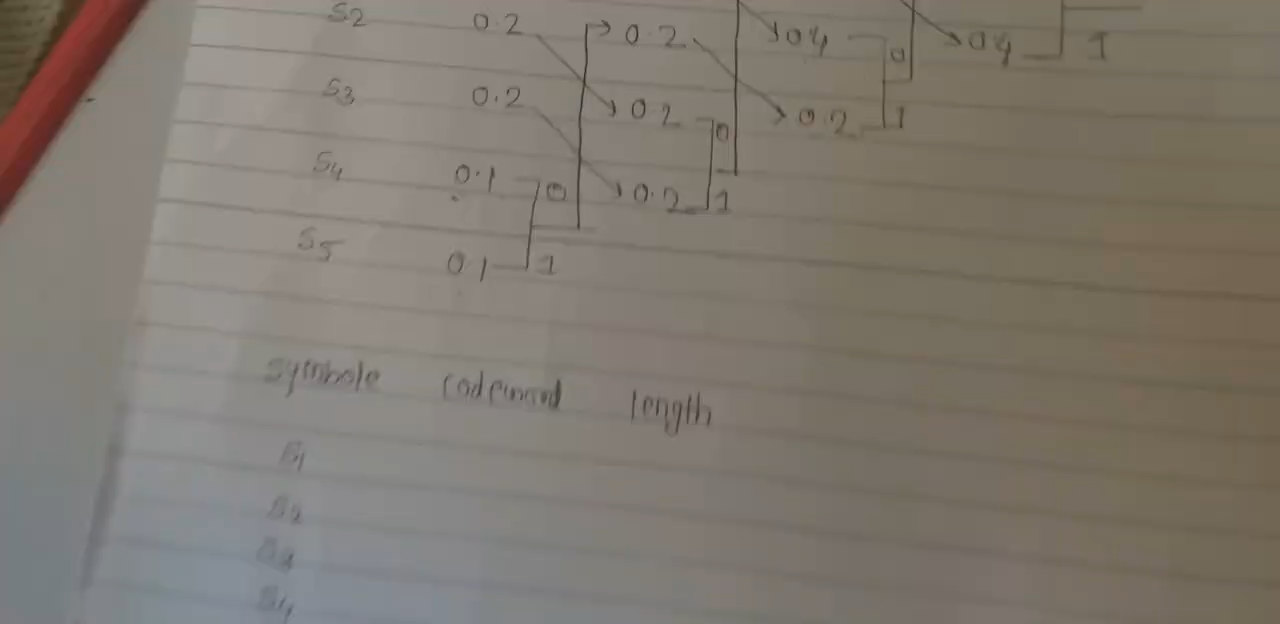 S2 0.2 0.2 0.4 0 0.4 1
S3 0.2 0.2 0 0.2 1
S4 0.1 0 0.2 1
S5 0.1 1
symbole codeword length
S1
S2
S3
S4